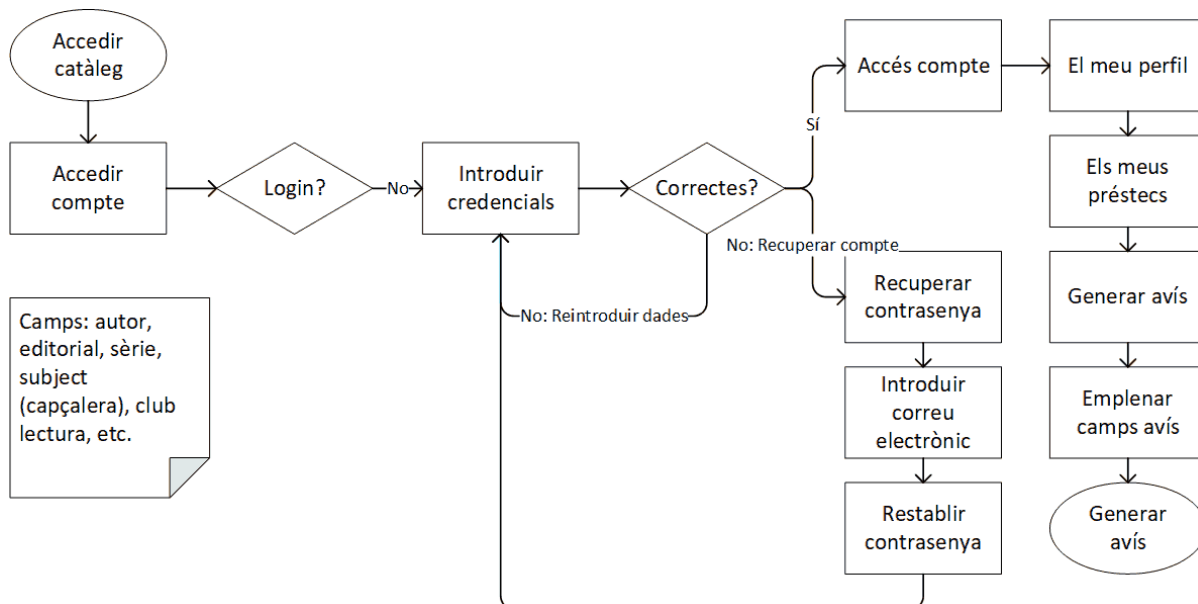 Accedir
catàleg
Accedir
compte
Login?
No
Introduir
credencials
Correctes?
Sí
Accés compte
El meu perfil
Els meus
préstecs
No: Recuperar compte
Recuperar
contrasenya
Generar avís
No: Reintroduir dades
Camps: autor,
editorial, sèrie,
subject
(capçalera), club
lectura, etc.
Introduir
correu
electrònic
Emplenar
camps avís
Restablir
contrasenya
Generar
avís